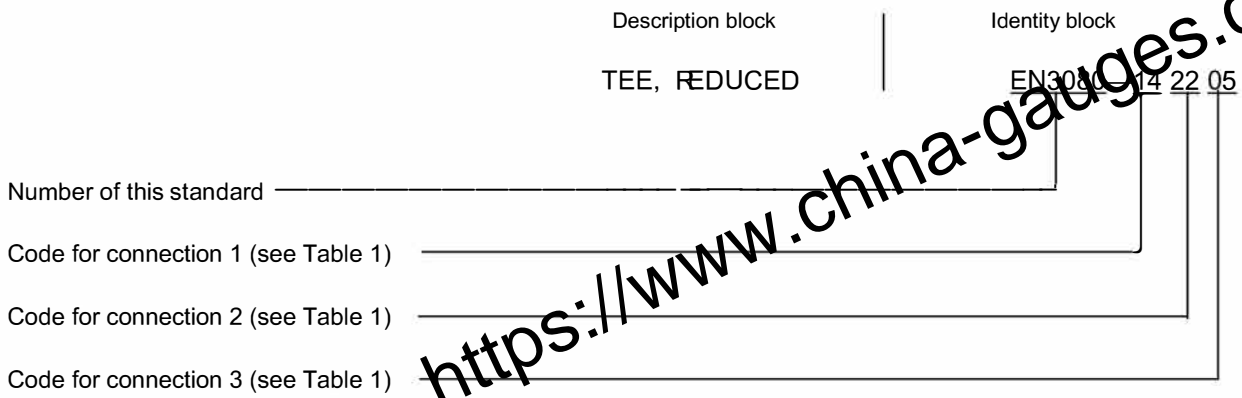 Description block
Identity block
TEE, REDUCED
EN3080—14 22 05
Number of this standard
Code for connection 1 (see Table 1)
Code for connection 2 (see Table 1)
Code for connection 3 (see Table 1)
https://www.china-gauges.c